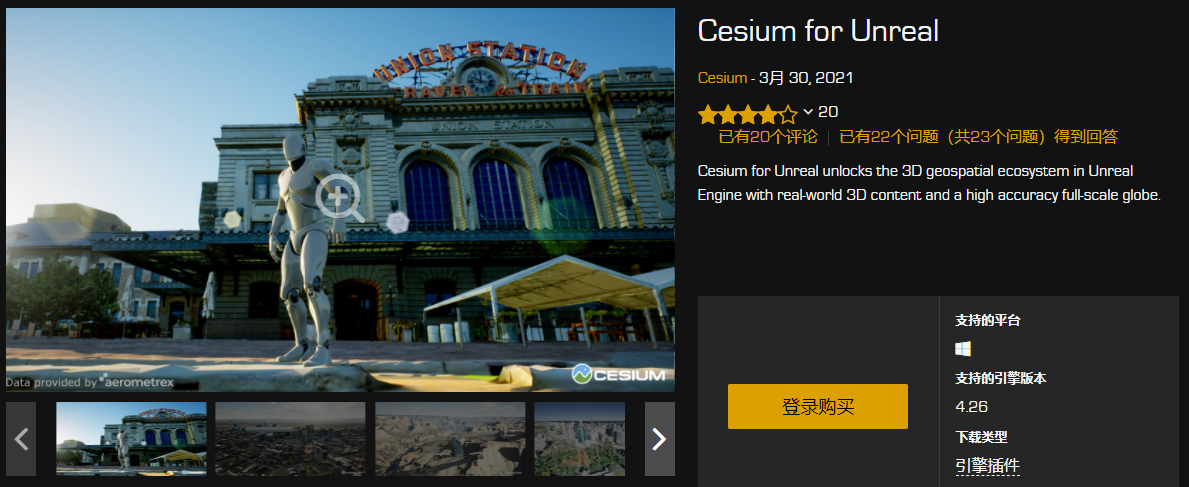 Cesium for Unreal
Cesium - 3月 30, 2021
20
已有20个评论 | 已有22个问题（共23个问题）得到回答
Cesium for Unreal unlocks the 3D geospatial ecosystem in Unreal
Engine with real-world 3D content and a high accuracy full-scale globe.
UNION STATION
TRAVEL & TRAIN
UNION STATION
Data provided by aerometrex
CESIUM
登录购买
支持的平台
支持的引擎版本
4.26
下载类型
引擎插件